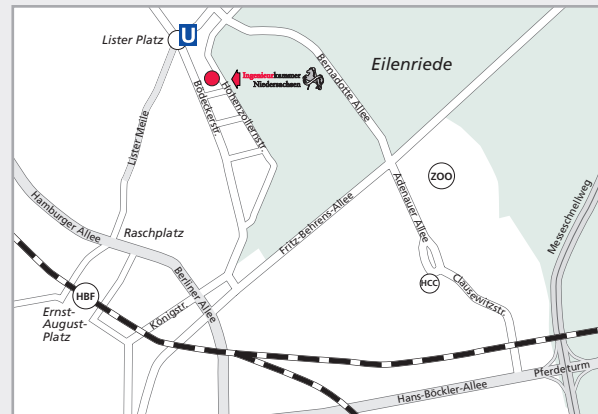 Lister Platz
U
Ingenieurkammer
Niedersachsen
Eilenriede
Bernadotte Allee
Hohenzollernstr.
Bödeckerstr.
Lister Meile
ZOO
Adenauer Allee
Messeschnellweg
Fritz-Behrens-Allee
Hamburger Allee
Raschplatz
HCC
Clausewitzstr.
Berliner Allee
HBF
Königstr.
Ernst-
August-
Platz
Pferdeturm
Hans-Böckler-Allee